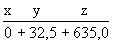 x y z
0 + 32,5 + 635,0